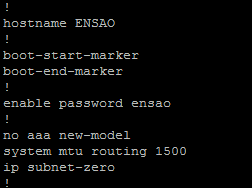 !
hostname ENSAO
!
boot-start-marker
boot-end-marker
!
enable password ensao
!
no aaa new-model
system mtu routing 1500
ip subnet-zero
!